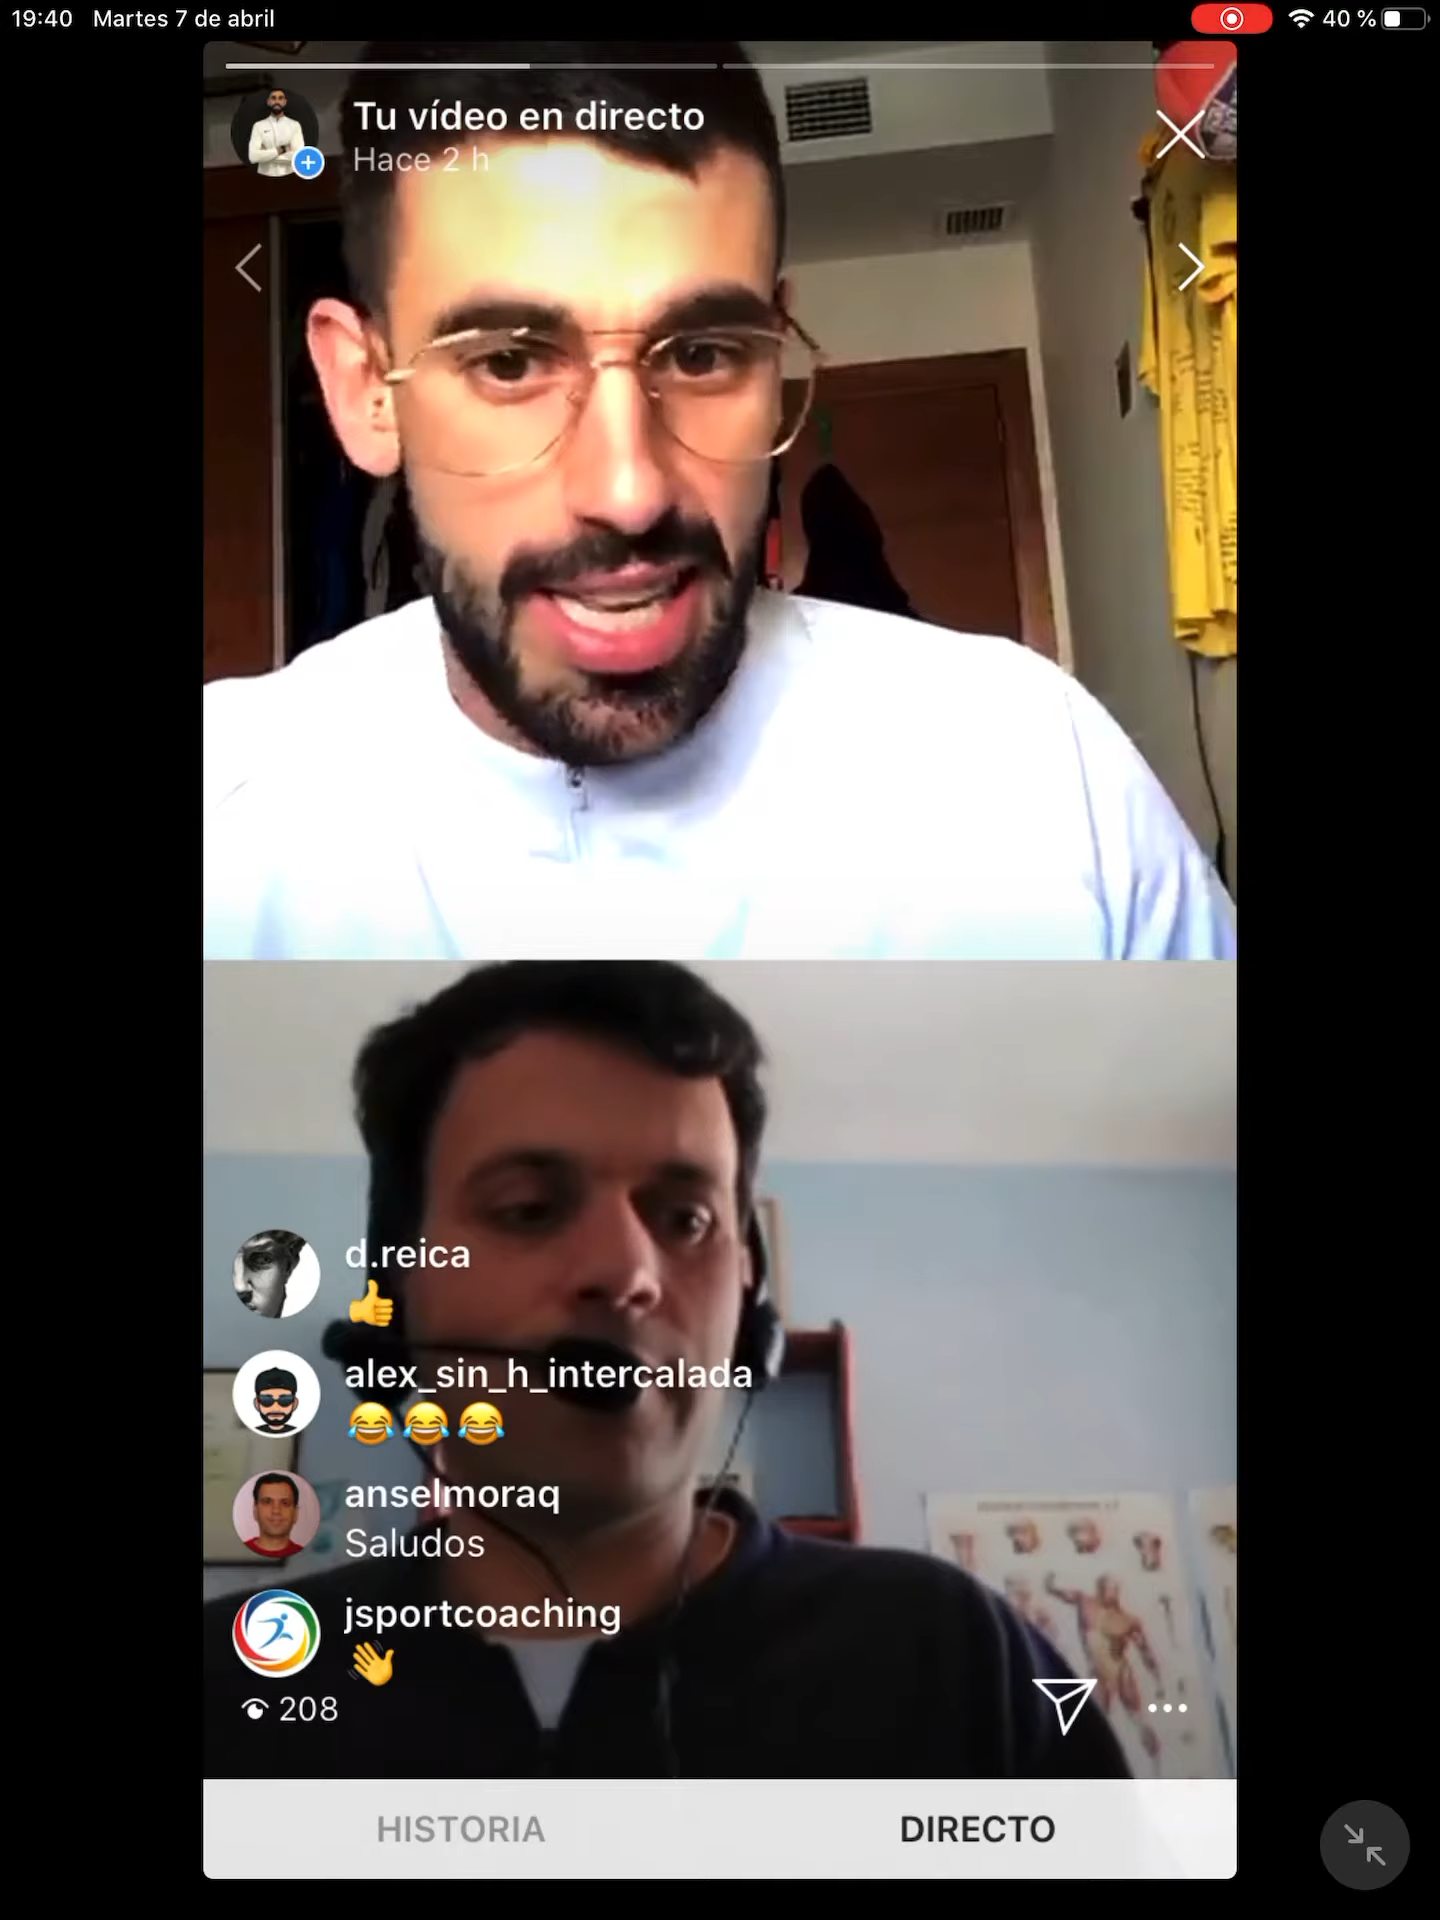 19:40 Martes 7 de abril
40 %
Tu vídeo en directo
Hace 2 h
d.reica
👍
alex_sin_h_intercalada
😂😂😂
anselmoraq
Saludos
jsportcoaching
👋
208
HISTORIA
DIRECTO